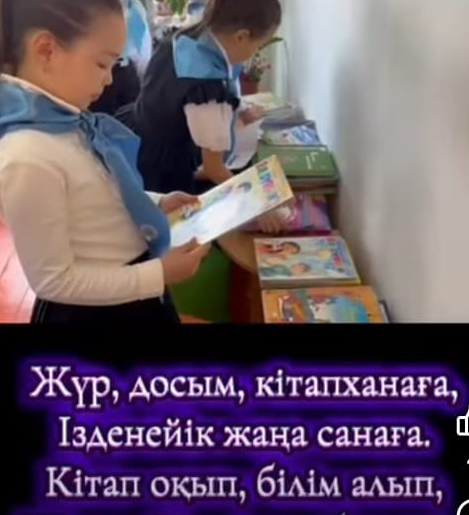 Жүр, досым, кітапханаға,
Ізденейік жаңа санаға.
Кітап оқып, білім алып,